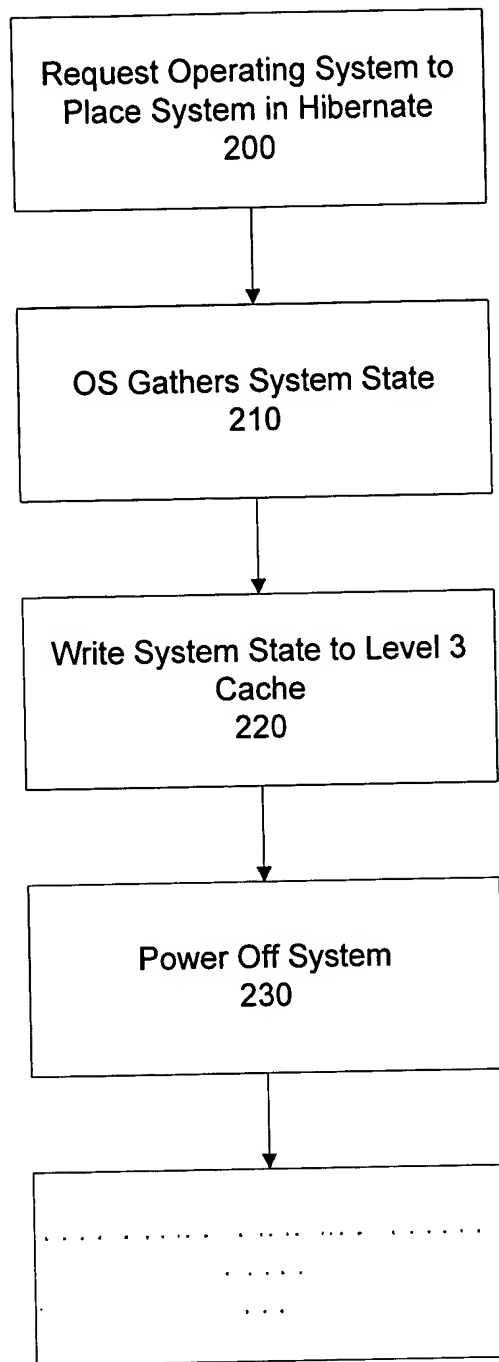 Request Operating System to
Place System in Hibernate
200
OS Gathers System State
210
Write System State to Level 3
Cache
220
Power Off System
230